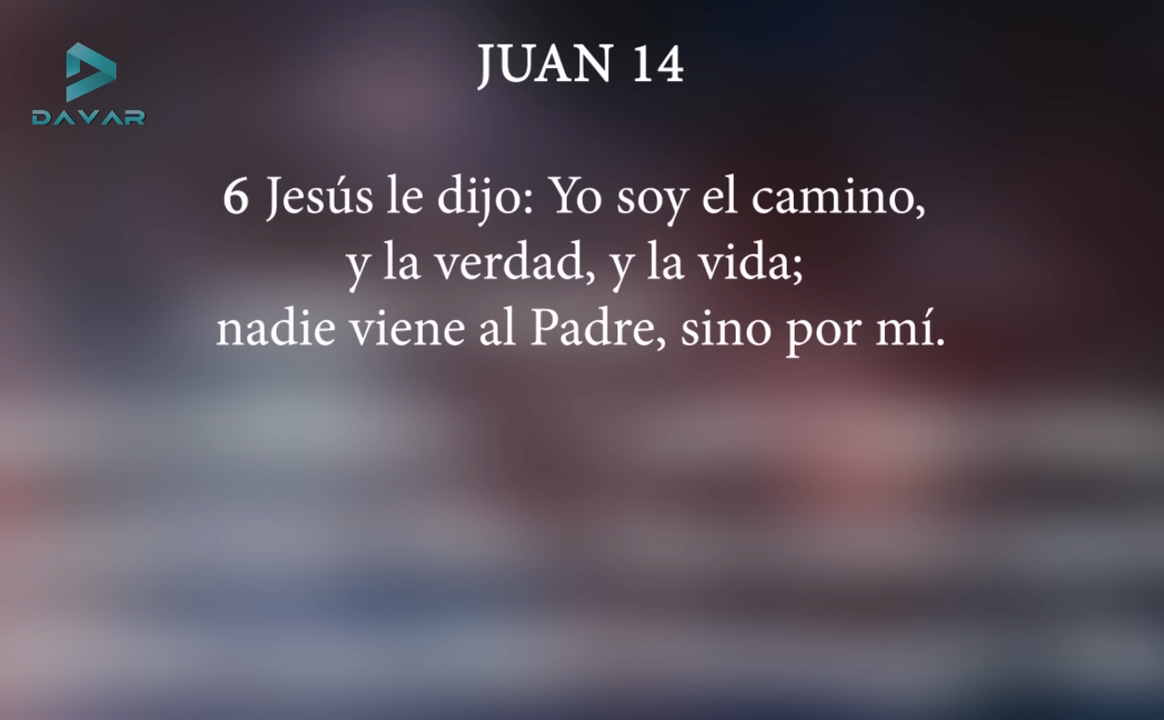 DAVAR
JUAN 14
6 Jesús le dijo: Yo soy el camino,
y la verdad, y la vida;
nadie viene al Padre, sino por mí.